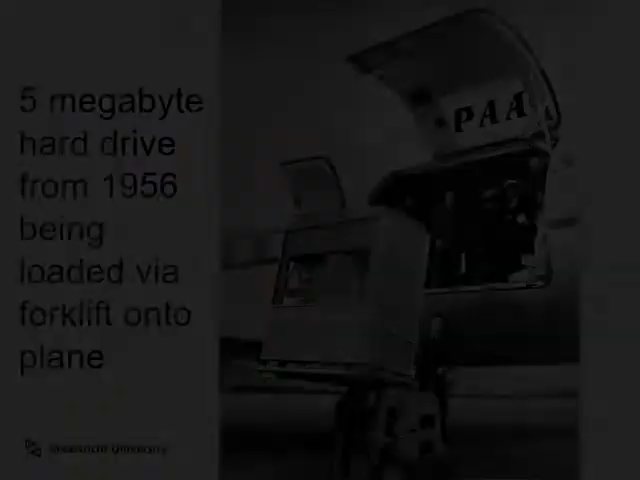 5 megabyte
hard drive
from 1956
being
loaded via
forklift onto
plane
PAA